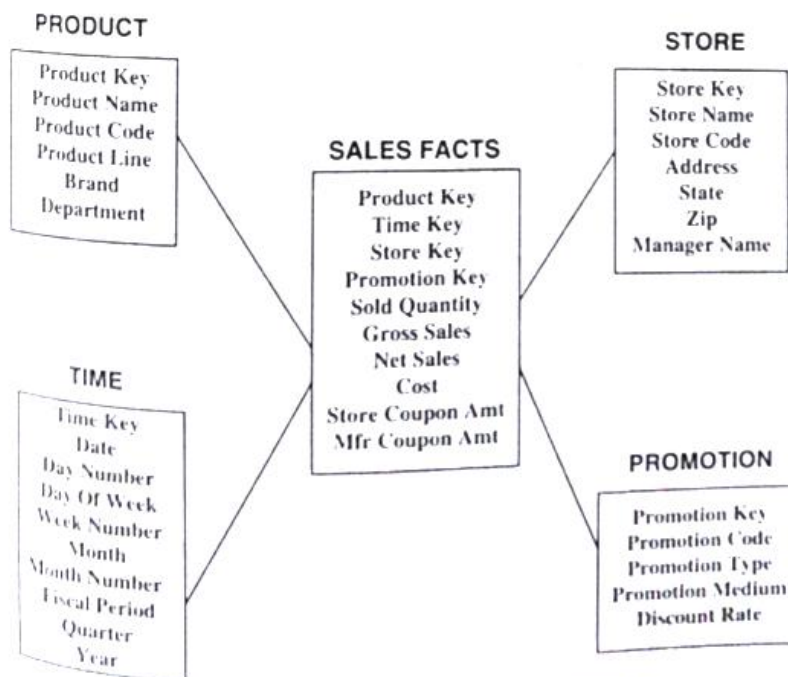 PRODUCT
Product Key
Product Name
Product Code
Product Line
Brand
Department
STORE
Store Key
Store Name
Store Code
Address
State
Zip
Manager Name
SALES FACTS
Product Key
Time Key
Store Key
Promotion Key
Sold Quantity
Gross Sales
Net Sales
Cost
Store Coupon Amt
Mfr Coupon Amt
TIME
Time Key
Date
Day Number
Day Of Week
Week Number
Month
Month Number
Fiscal Period
Quarter
Year
PROMOTION
Promotion Key
Promotion Code
Promotion Type
Promotion Medium
Discount Rate